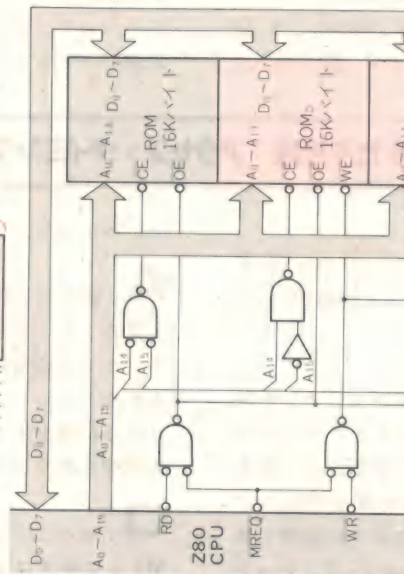 D₀~D₇
D₀~D₇
A₀~A₁₅
A₀~A₁₅
RD
Z80
CPU
MREQ
WR
A₁₄
A₁₅
A₁₄
A₁₅
A₀~A₁₃
D₀~D₇
CE
ROM
16Kバイト
OE
A₀~A₁₃
D₀~D₇
CE
OE
16Kバイト
WE